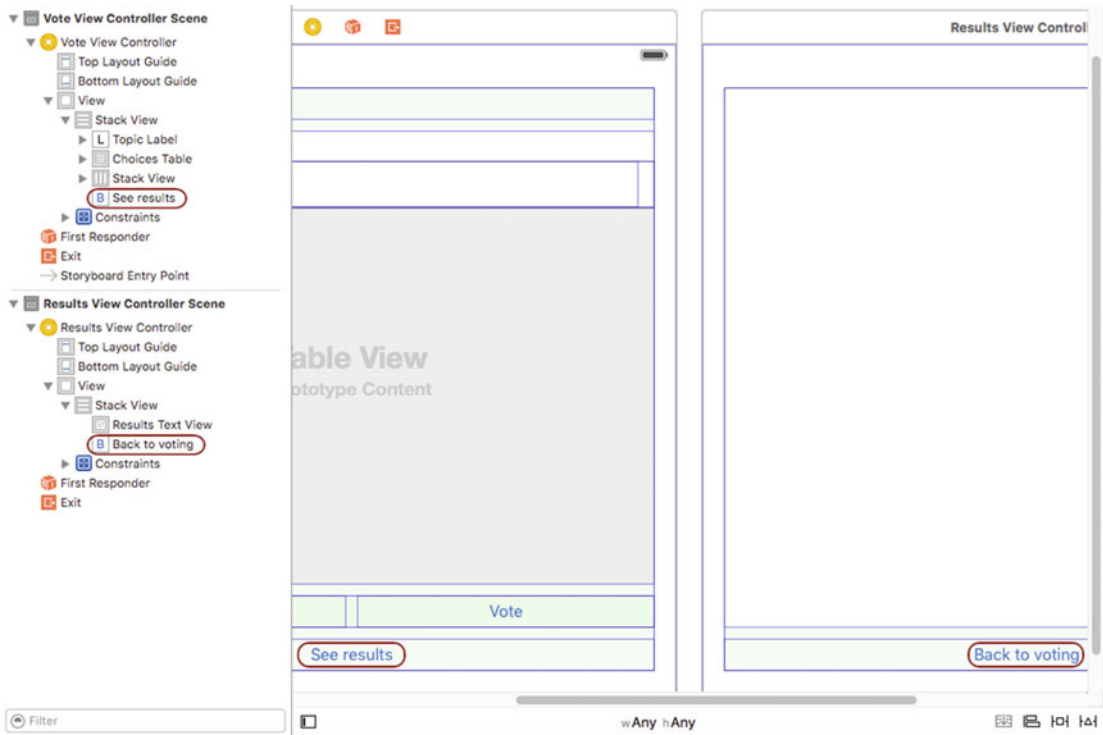 Vote View Controller Scene
Vote View Controller
Top Layout Guide
Bottom Layout Guide
View
Stack View
L Topic Label
Choices Table
Stack View
B See results
Constraints
First Responder
Exit
Storyboard Entry Point
Results View Controller Scene
Results View Controller
Top Layout Guide
Bottom Layout Guide
View
Stack View
Results Text View
B Back to voting
Constraints
First Responder
Exit
Filter
Results View Control
able View
ototype Content
Vote
See results
Back to voting
wAny hAny